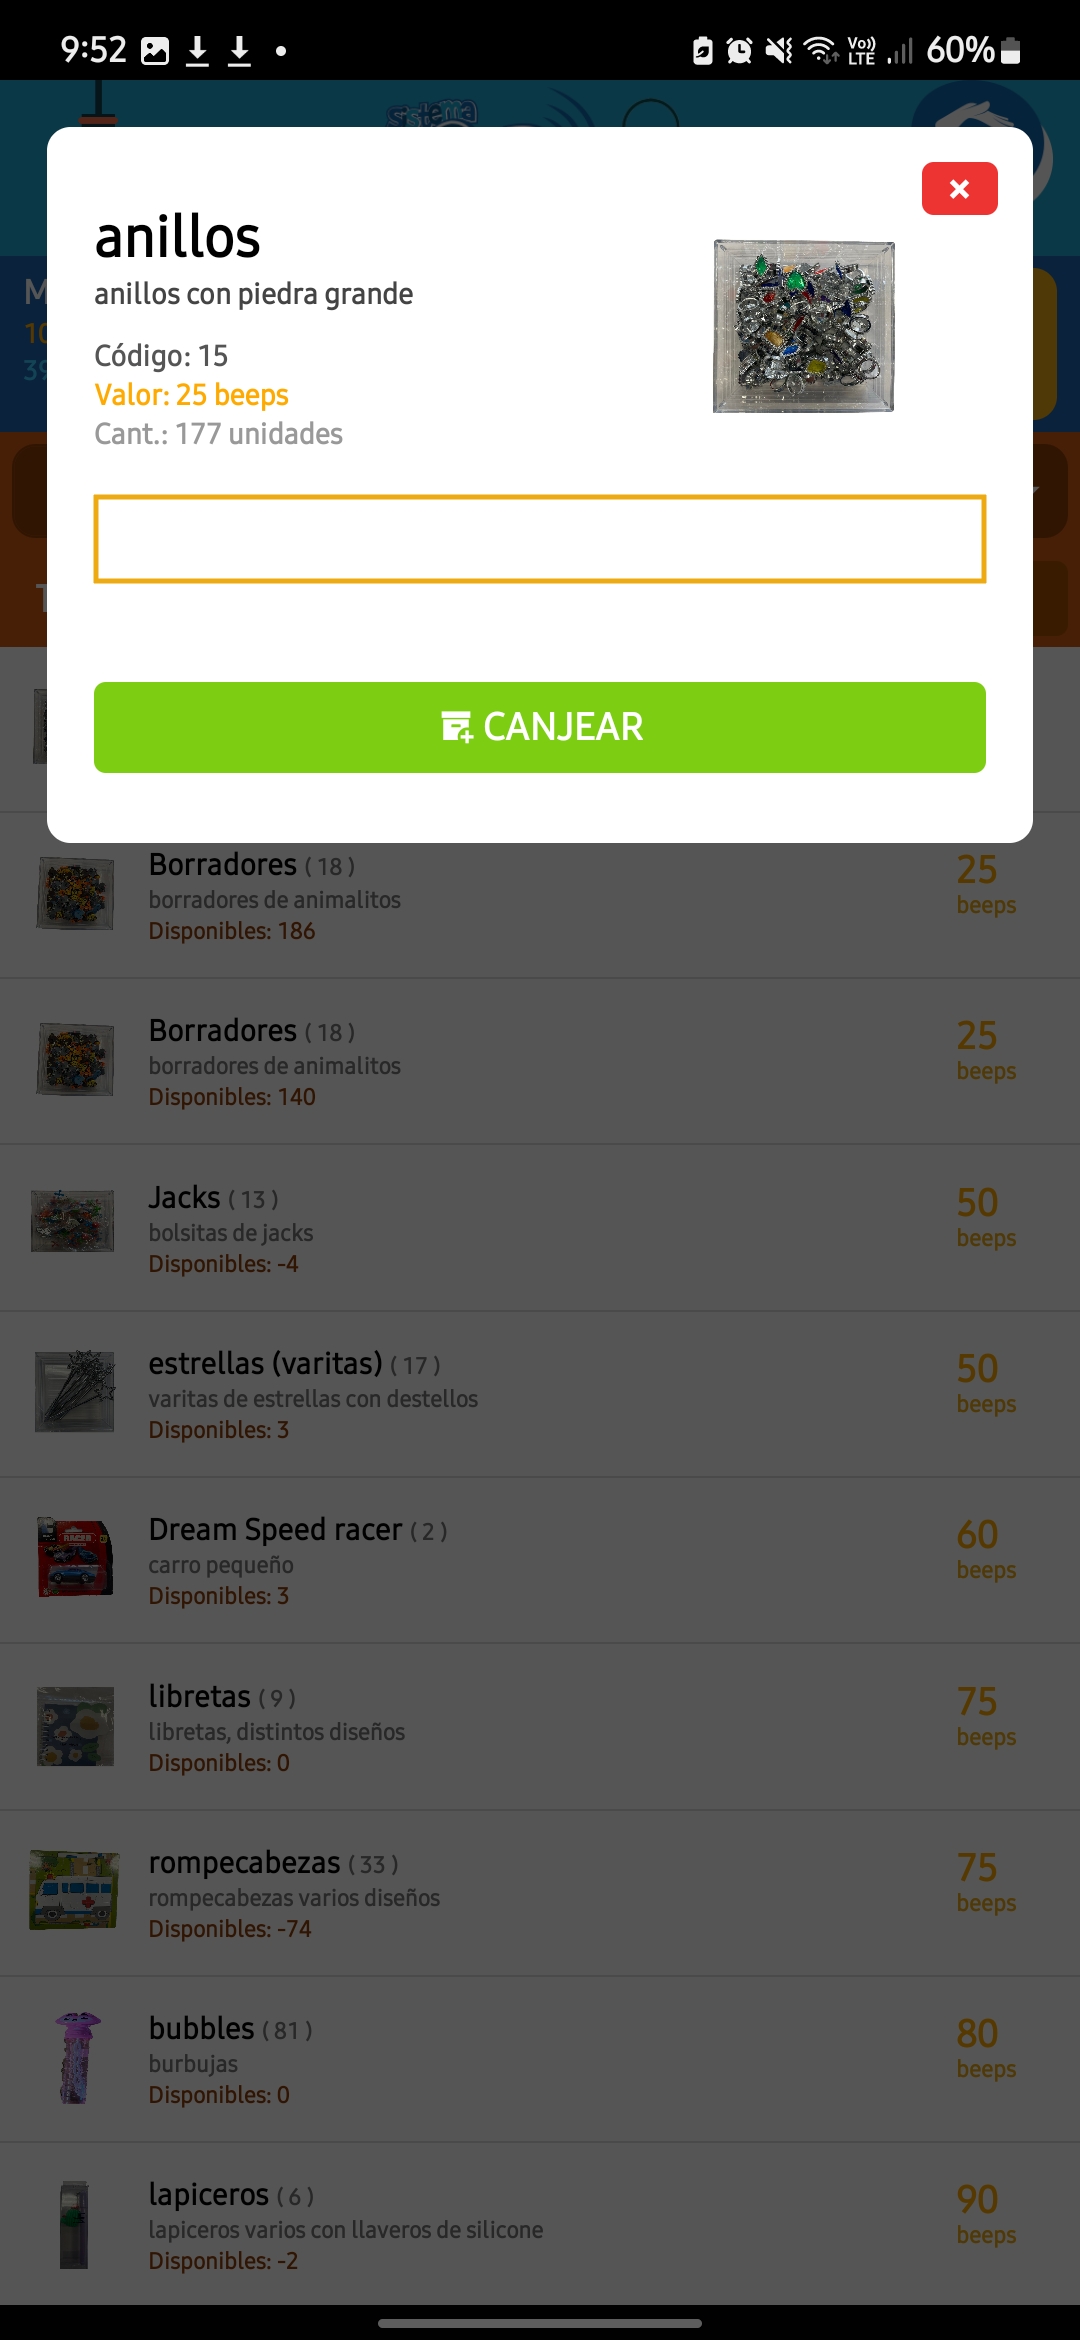 9:52
Vo))
LTE
60%
Sistema
anillos
anillos con piedra grande
Código: 15
Valor: 25 beeps
Cant.: 177 unidades
CANJEAR
Borradores ( 18 )
borradores de animalitos
Disponibles: 186
25
beeps
Borradores ( 18 )
borradores de animalitos
Disponibles: 140
25
beeps
Jacks ( 13 )
bolsitas de jacks
Disponibles: -4
50
beeps
estrellas (varitas) ( 17 )
varitas de estrellas con destellos
Disponibles: 3
50
beeps
Dream Speed racer ( 2 )
carro pequeño
Disponibles: 3
60
beeps
libretas ( 9 )
libretas, distintos diseños
Disponibles: 0
75
beeps
rompecabezas ( 33 )
rompecabezas varios diseños
Disponibles: -74
75
beeps
bubbles ( 81 )
burbujas
Disponibles: 0
80
beeps
lapiceros ( 6 )
lapiceros varios con llaveros de silicone
Disponibles: -2
90
beeps